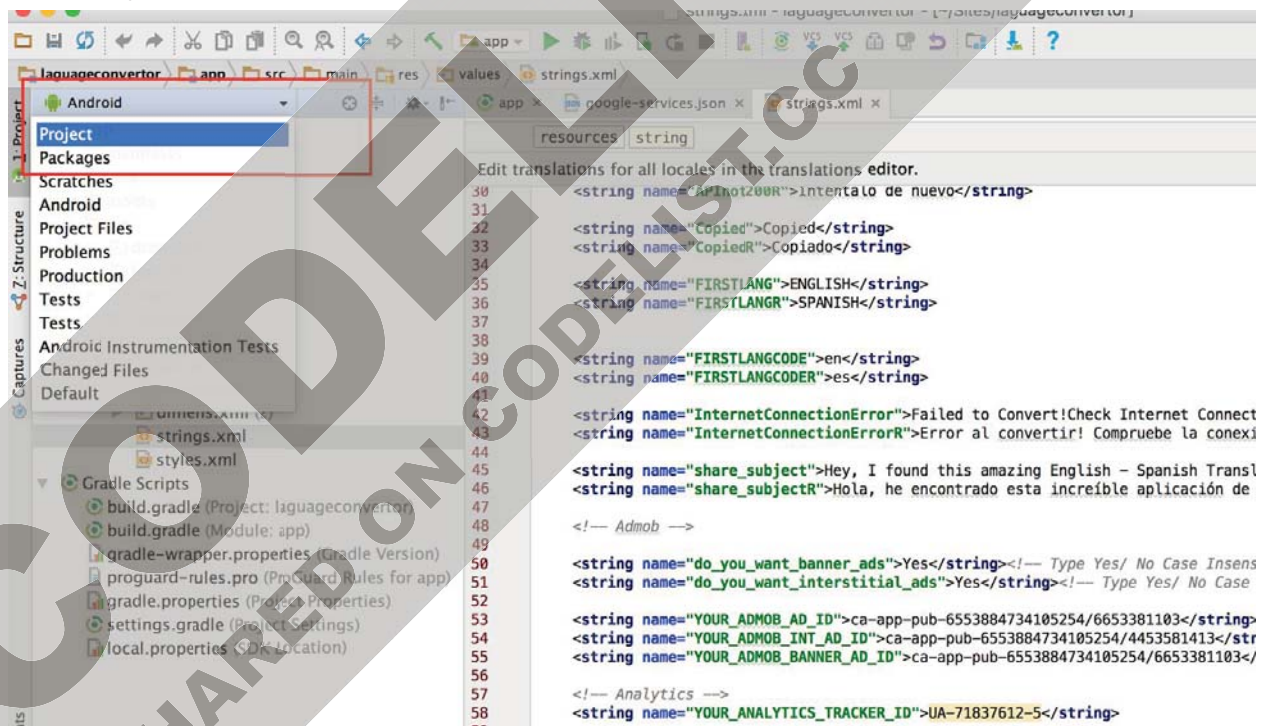 strings.xml - laguageconvertor - [~/Sites/laguageconvertor]
app
laguageconvertor app src main res values strings.xml
1: Project
Z: Structure
Captures
Android
Project
Packages
Scratches
Android
Project Files
Problems
Production
Tests
Tests
Android Instrumentation Tests
Changed Files
Default
strings.xml
styles.xml
Gradle Scripts
build.gradle (Project: laguageconvertor)
build.gradle (Module: app)
gradle-wrapper.properties (Gradle Version)
proguard-rules.pro (ProGuard Rules for app)
gradle.properties (Project Properties)
settings.gradle (Project Settings)
local.properties (SDK Location)
app × google-services.json × strings.xml ×
resources string
Edit translations for all locales in the translations editor.
30 <string name="APInot200R">Intentalo de nuevo</string>
31
32 <string name="Copied">Copied</string>
33 <string name="CopiedR">Copiado</string>
34
35 <string name="FIRSTLANG">ENGLISH</string>
36 <string name="FIRSTLANGR">SPANISH</string>
37
38
39 <string name="FIRSTLANGCODE">en</string>
40 <string name="FIRSTLANGCODER">es</string>
41
42 <string name="InternetConnectionError">Failed to Convert!Check Internet Connect
43 <string name="InternetConnectionErrorR">Error al convertir! Compruebe la conexi
44
45 <string name="share_subject">Hey, I found this amazing English – Spanish Transl
46 <string name="share_subjectR">Hola, he encontrado esta increíble aplicación de
47
48 <!-- Admob -->
49
50 <string name="do_you_want_banner_ads">Yes</string><!-- Type Yes/ No Case Insens
51 <string name="do_you_want_interstitial_ads">Yes</string><!-- Type Yes/ No Case
52
53 <string name="YOUR_ADMOB_AD_ID">ca-app-pub-6553884734105254/6653381103</string>
54 <string name="YOUR_ADMOB_INT_AD_ID">ca-app-pub-6553884734105254/4453581413</str
55 <string name="YOUR_ADMOB_BANNER_AD_ID">ca-app-pub-6553884734105254/6653381103</
56
57 <!-- Analytics -->
58 <string name="YOUR_ANALYTICS_TRACKER_ID">UA-71837612-5</string>
CODELI
SHARED ON CODELIST.CC